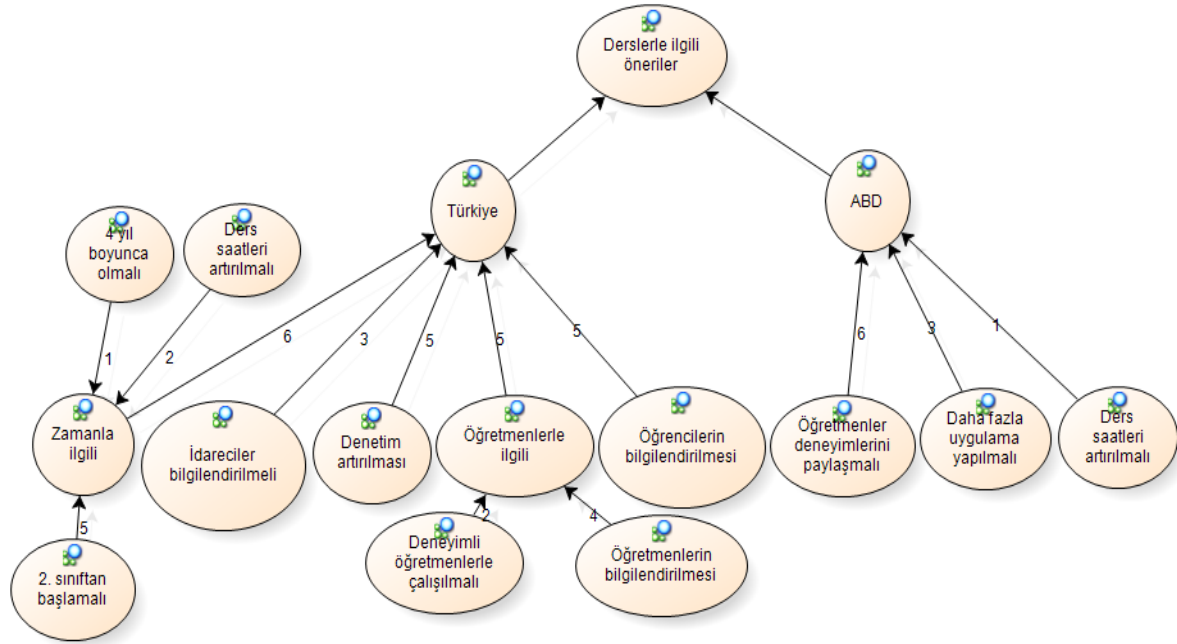 Derslerle ilgili
öneriler
Türkiye
ABD
4 yıl
boyunca
olmalı
Ders
saatleri
artırılmalı
1
2
6
3
5
5
5
6
3
1
Zamanla
ilgili
İdareciler
bilgilendirilmeli
Denetim
artırılması
Öğretmenlerle
ilgili
Öğrencilerin
bilgilendirilmesi
Öğretmenler
deneyimlerini
paylaşmalı
Daha fazla
uygulama
yapılmalı
Ders
saatleri
artırılmalı
5
2
4
2. sınıftan
başlamalı
Deneyimli
öğretmenlerle
çalışılmalı
Öğretmenlerin
bilgilendirilmesi